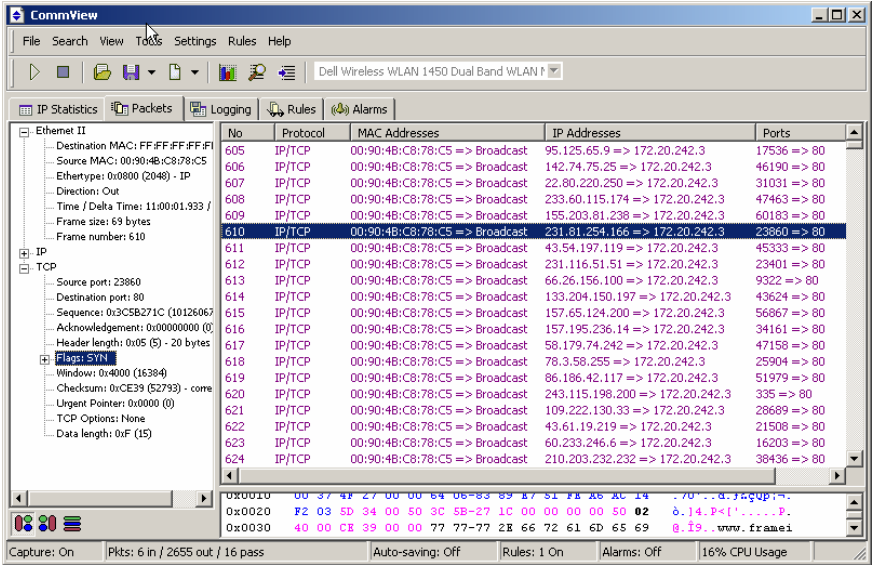 CommView
File Search View Tools Settings Rules Help
Dell Wireless WLAN 1450 Dual Band WLAN M
IP Statistics Packets Logging Rules Alarms
Ethernet II
Destination MAC: FF:FF:FF:FF:FI
Source MAC: 00:90:4B:C8:78:C5
Ethertype: 0x0800 (2048) - IP
Direction: Out
Time / Delta Time: 11:00:01.933 /
Frame size: 69 bytes
Frame number: 610
IP
TCP
Source port: 23860
Destination port: 80
Sequence: 0x3C5B271C (10126067
Acknowledgement: 0x00000000 (0)
Header length: 0x05 (5) - 20 bytes
Flags: SYN
Window: 0x4000 (16384)
Checksum: 0xCE39 (52793) - corre
Urgent Pointer: 0x0000 (0)
TCP Options: None
Data length: 0xF (15)
No Protocol MAC Addresses IP Addresses Ports
605 IP/TCP 00:90:4B:C8:78:C5 => Broadcast 95.125.65.9 => 172.20.242.3 17536 => 80
606 IP/TCP 00:90:4B:C8:78:C5 => Broadcast 142.74.75.25 => 172.20.242.3 46190 => 80
607 IP/TCP 00:90:4B:C8:78:C5 => Broadcast 22.80.220.250 => 172.20.242.3 31031 => 80
608 IP/TCP 00:90:4B:C8:78:C5 => Broadcast 233.60.115.174 => 172.20.242.3 47463 => 80
609 IP/TCP 00:90:4B:C8:78:C5 => Broadcast 155.203.81.238 => 172.20.242.3 60183 => 80
610 IP/TCP 00:90:4B:C8:78:C5 => Broadcast 231.81.254.166 => 172.20.242.3 23860 => 80
611 IP/TCP 00:90:4B:C8:78:C5 => Broadcast 43.54.197.119 => 172.20.242.3 45333 => 80
612 IP/TCP 00:90:4B:C8:78:C5 => Broadcast 231.116.51.51 => 172.20.242.3 23401 => 80
613 IP/TCP 00:90:4B:C8:78:C5 => Broadcast 66.26.156.100 => 172.20.242.3 9322 => 80
614 IP/TCP 00:90:4B:C8:78:C5 => Broadcast 133.204.150.197 => 172.20.242.3 43624 => 80
615 IP/TCP 00:90:4B:C8:78:C5 => Broadcast 157.65.124.200 => 172.20.242.3 56867 => 80
616 IP/TCP 00:90:4B:C8:78:C5 => Broadcast 157.195.236.14 => 172.20.242.3 34161 => 80
617 IP/TCP 00:90:4B:C8:78:C5 => Broadcast 58.179.74.242 => 172.20.242.3 47158 => 80
618 IP/TCP 00:90:4B:C8:78:C5 => Broadcast 78.3.58.255 => 172.20.242.3 25904 => 80
619 IP/TCP 00:90:4B:C8:78:C5 => Broadcast 86.186.42.117 => 172.20.242.3 51979 => 80
620 IP/TCP 00:90:4B:C8:78:C5 => Broadcast 243.115.198.200 => 172.20.242.3 335 => 80
621 IP/TCP 00:90:4B:C8:78:C5 => Broadcast 109.222.130.33 => 172.20.242.3 28689 => 80
622 IP/TCP 00:90:4B:C8:78:C5 => Broadcast 43.61.19.219 => 172.20.242.3 21508 => 80
623 IP/TCP 00:90:4B:C8:78:C5 => Broadcast 60.233.246.6 => 172.20.242.3 16203 => 80
624 IP/TCP 00:90:4B:C8:78:C5 => Broadcast 210.203.232.232 => 172.20.242.3 38436 => 80
0x0010 00 37 4F 27 00 00 64 06-83 89 E7 51 FE A6 AC 14
0x0020 F2 03 5D 34 00 50 3C 5B-27 1C 00 00 00 00 50 02 ò.]4.P<['.....P.
0x0030 40 00 CE 39 00 00 77 77-77 2E 66 72 61 6D 65 69 @.Î9..www.framei
Capture: On Pkts: 6 in / 2655 out / 16 pass Auto-saving: Off Rules: 1 On Alarms: Off 16% CPU Usage